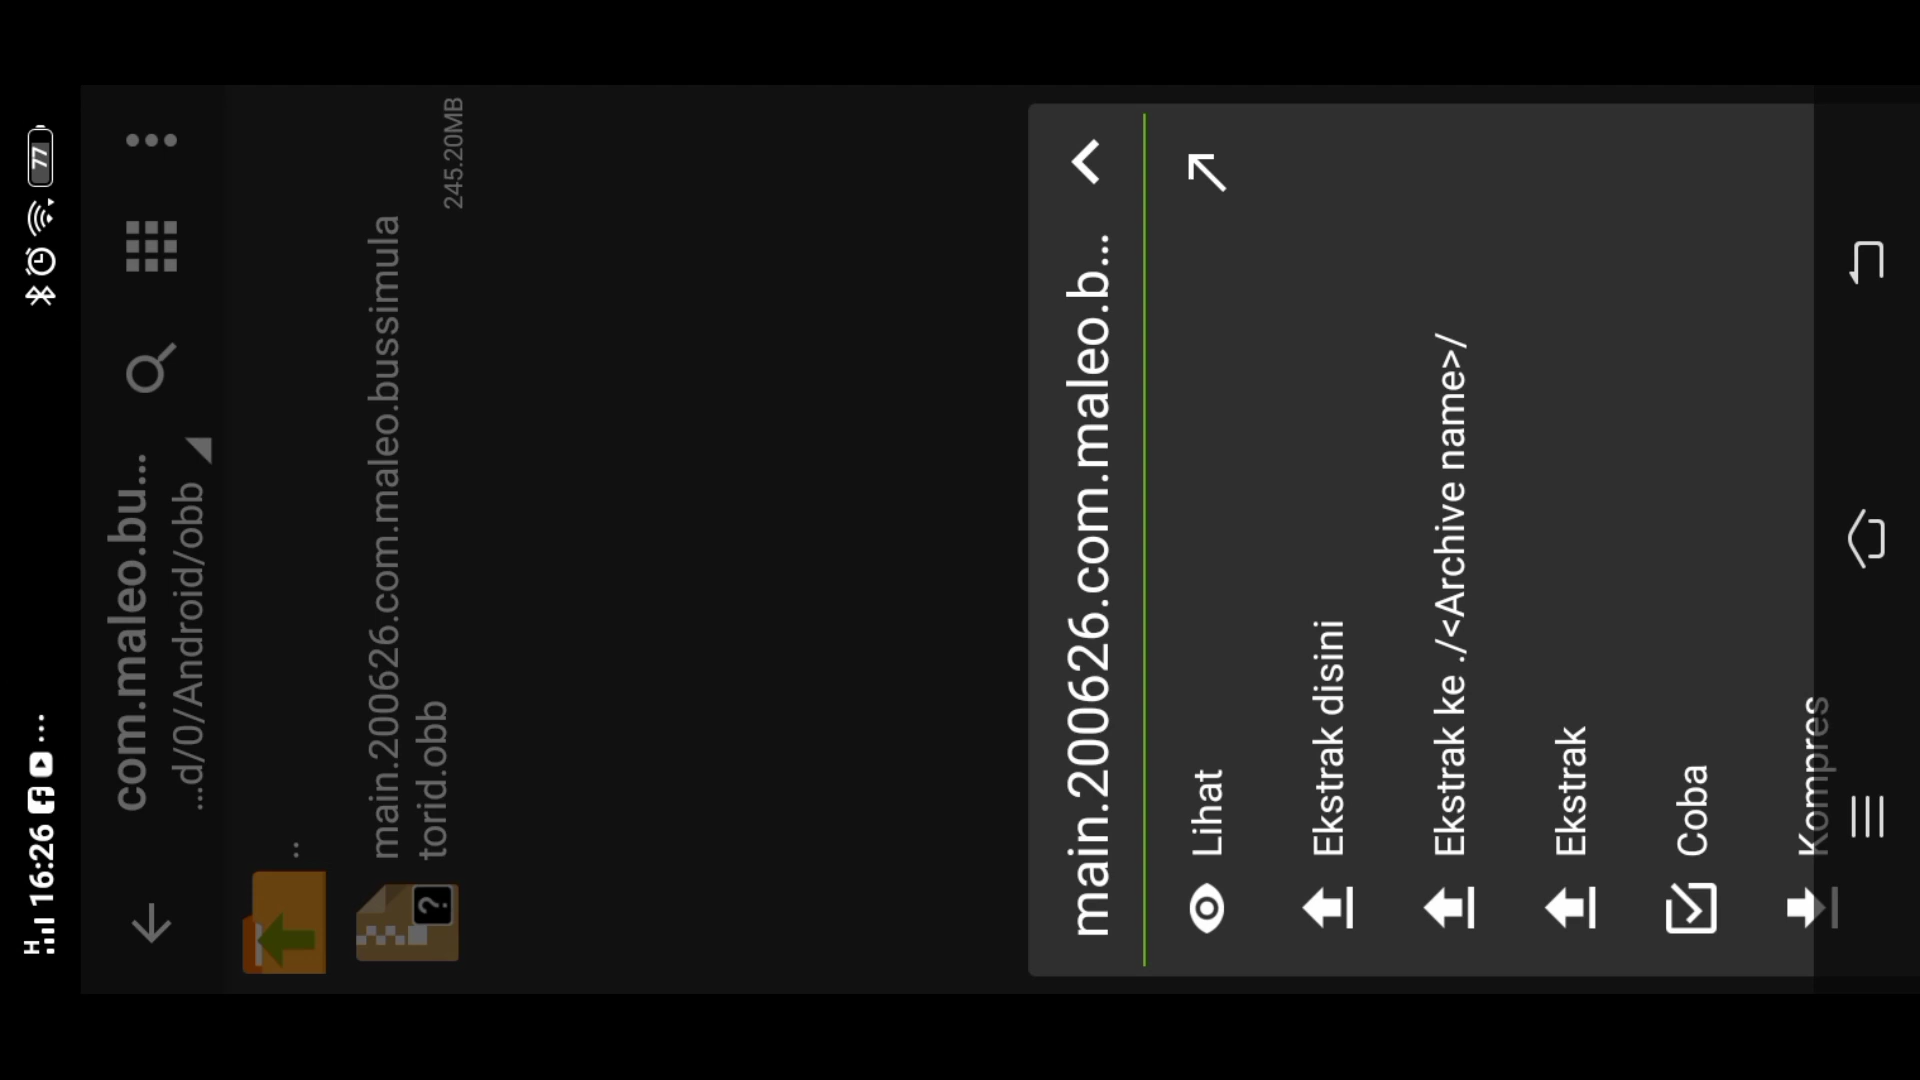 H 16:26 ... 77
com.maleo.bu...
...d/0/Android/obb
..
main.200626.com.maleo.bussimula
torid.obb
245.20MB
main.200626.com.maleo.b...
Lihat
Ekstrak disini
Ekstrak ke ./<Archive name>/
Ekstrak
Coba
Kompres